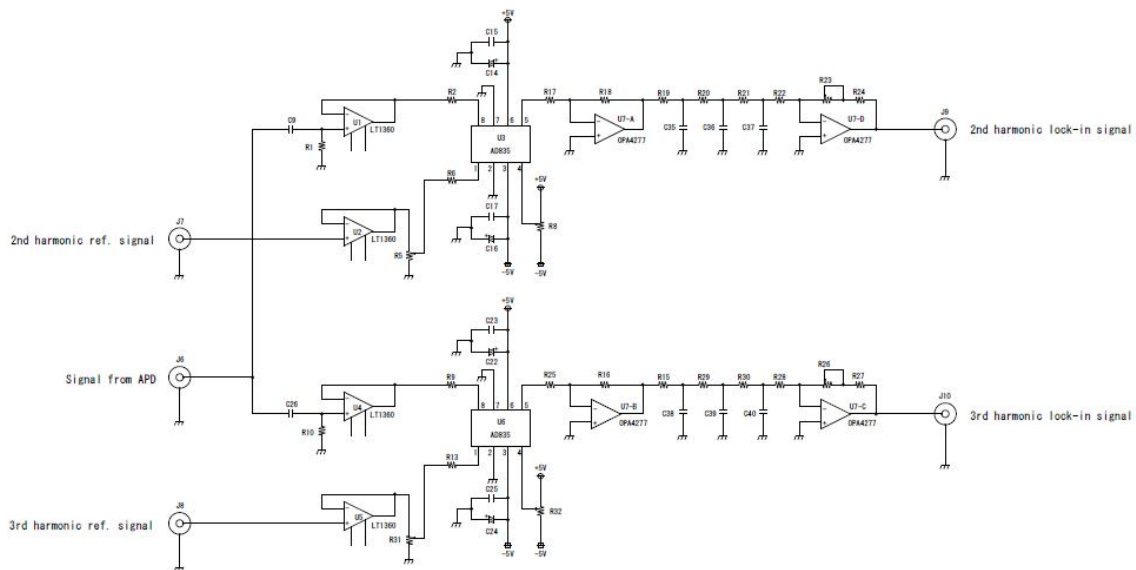 +5V
C15
C14
R2
C9
U1
LT1360
R1
8 7 6 5
U3
AD835
1 2 3 4
R17
R18
U7-A
OPA4277
R19
R20
R21
R22
C35
C36
C37
R23
R24
U7-D
OPA4277
J9
2nd harmonic lock-in signal
R6
J7
2nd harmonic ref. signal
U2
LT1360
R5
C17
C16
-5V
+5V
R8
-5V
+5V
C23
C22
J6
Signal from APD
R9
C26
U4
LT1360
R10
8 7 6 5
U6
AD835
1 2 3 4
R25
R16
U7-B
OPA4277
R15
R29
R30
R28
C38
C39
C40
R26
R27
U7-C
OPA4277
J10
3rd harmonic lock-in signal
R13
J8
3rd harmonic ref. signal
U5
LT1360
R31
C25
C24
-5V
+5V
R32
-5V